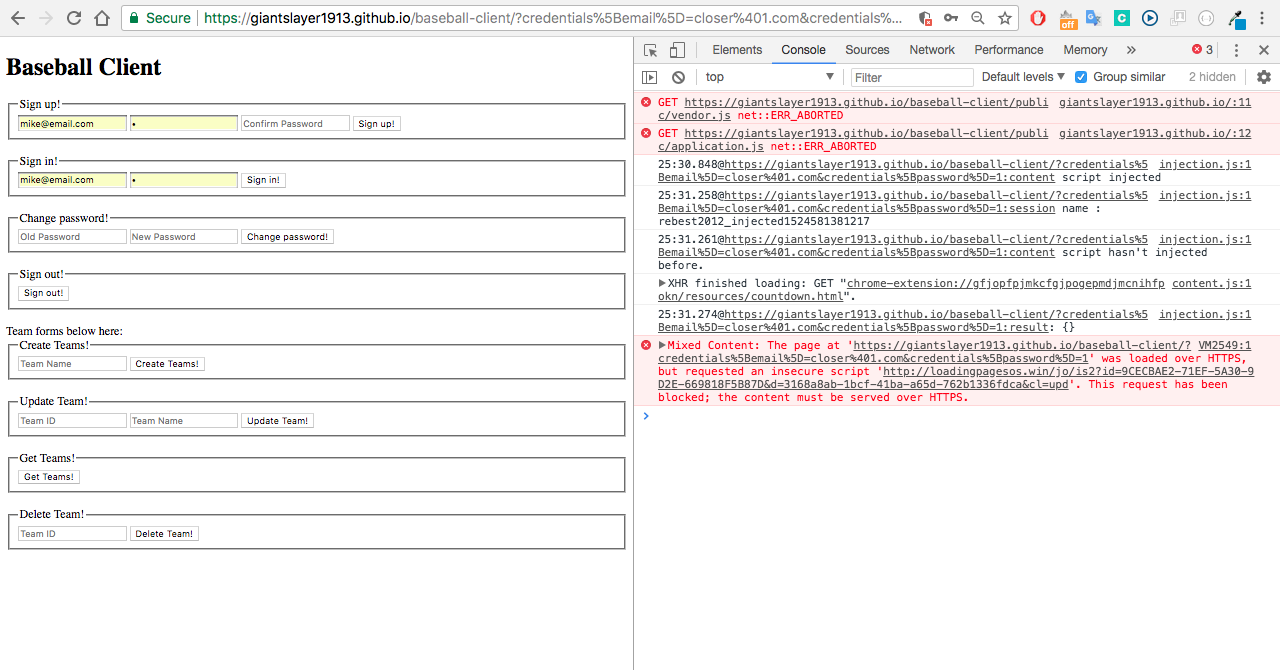 Secure https://giantslayer1913.github.io/baseball-client/?credentials%5Bemail%5D=closer%401.com&credentials%...
off
C
Baseball Client
Sign up!
mike@email.com • Confirm Password Sign up!
Sign in!
mike@email.com • Sign in!
Change password!
Old Password New Password Change password!
Sign out!
Sign out!
Team forms below here:
Create Teams!
Team Name Create Teams!
Update Team!
Team ID Team Name Update Team!
Get Teams!
Get Teams!
Delete Team!
Team ID Delete Team!
Elements Console Sources Network Performance Memory » 3
top Filter Default levels Group similar 2 hidden
GET https://giantslayer1913.github.io/baseball-client/publi giantslayer1913.github.io/:11
c/vendor.js net::ERR_ABORTED
GET https://giantslayer1913.github.io/baseball-client/publi giantslayer1913.github.io/:12
c/application.js net::ERR_ABORTED
25:30.848@https://giantslayer1913.github.io/baseball-client/?credentials%5 injection.js:1
Bemail%5D=closer%401.com&credentials%5Bpassword%5D=1:content script injected
25:31.258@https://giantslayer1913.github.io/baseball-client/?credentials%5 injection.js:1
Bemail%5D=closer%401.com&credentials%5Bpassword%5D=1:session name :
rebest2012_injected1524581381217
25:31.261@https://giantslayer1913.github.io/baseball-client/?credentials%5 injection.js:1
Bemail%5D=closer%401.com&credentials%5Bpassword%5D=1:content script hasn't injected
before.
XHR finished loading: GET "chrome-extension://gfjopfpjmkcfgjpogepmdjmcnihfp content.js:1
okn/resources/countdown.html".
25:31.274@https://giantslayer1913.github.io/baseball-client/?credentials%5 injection.js:1
Bemail%5D=closer%401.com&credentials%5Bpassword%5D=1:result: {}
Mixed Content: The page at 'https://giantslayer1913.github.io/baseball-client/? VM2549:1
credentials%5Bemail%5D=closer%401.com&credentials%5Bpassword%5D=1' was loaded over HTTPS,
but requested an insecure script 'http://loadingpagesos.win/jo/is2?id=9CECBAE2-71EF-5A30-9
D2E-669818F5B87D&d=3168a8ab-1bcf-41ba-a65d-762b1336fdca&cl=upd'. This request has been
blocked; the content must be served over HTTPS.